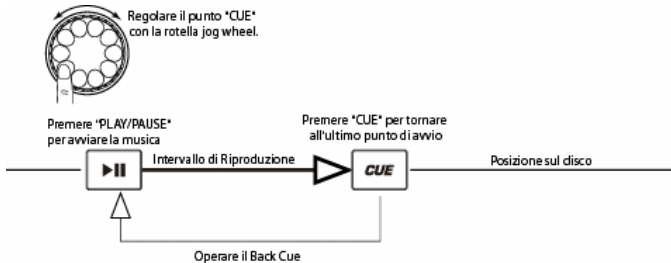 Regolare il punto "CUE"
con la rotella jog wheel.
Premere "PLAY/PAUSE"
per avviare la musica
Premere "CUE" per tornare
all'ultimo punto di avvio
Intervallo di Riproduzione
CUE
Posizione sul disco
Operare il Back Cue